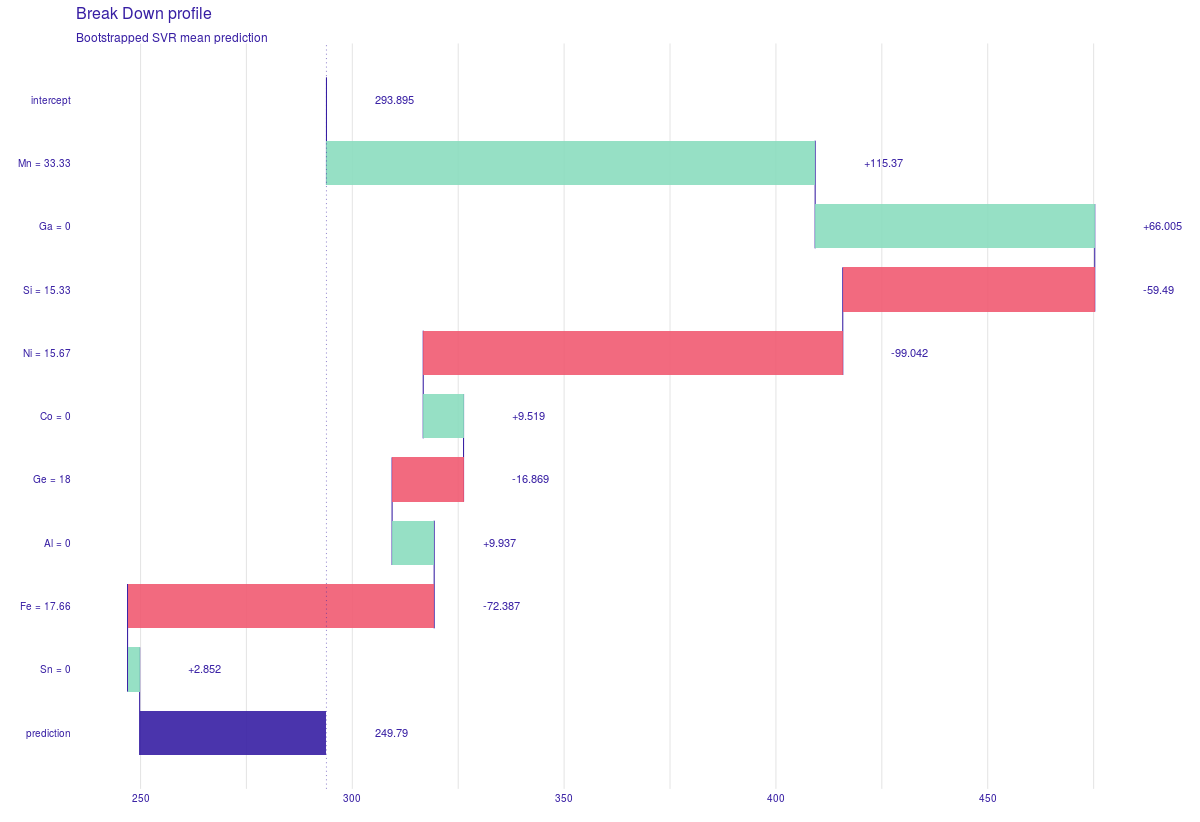 Break Down profile
Bootstrapped SVR mean prediction
intercept 293.895
Mn = 33.33 +115.37
Ga = 0 +66.005
Si = 15.33 -59.49
Ni = 15.67 -99.042
Co = 0 +9.519
Ge = 18 -16.869
Al = 0 +9.937
Fe = 17.66 -72.387
Sn = 0 +2.852
prediction 249.79
250 300 350 400 450